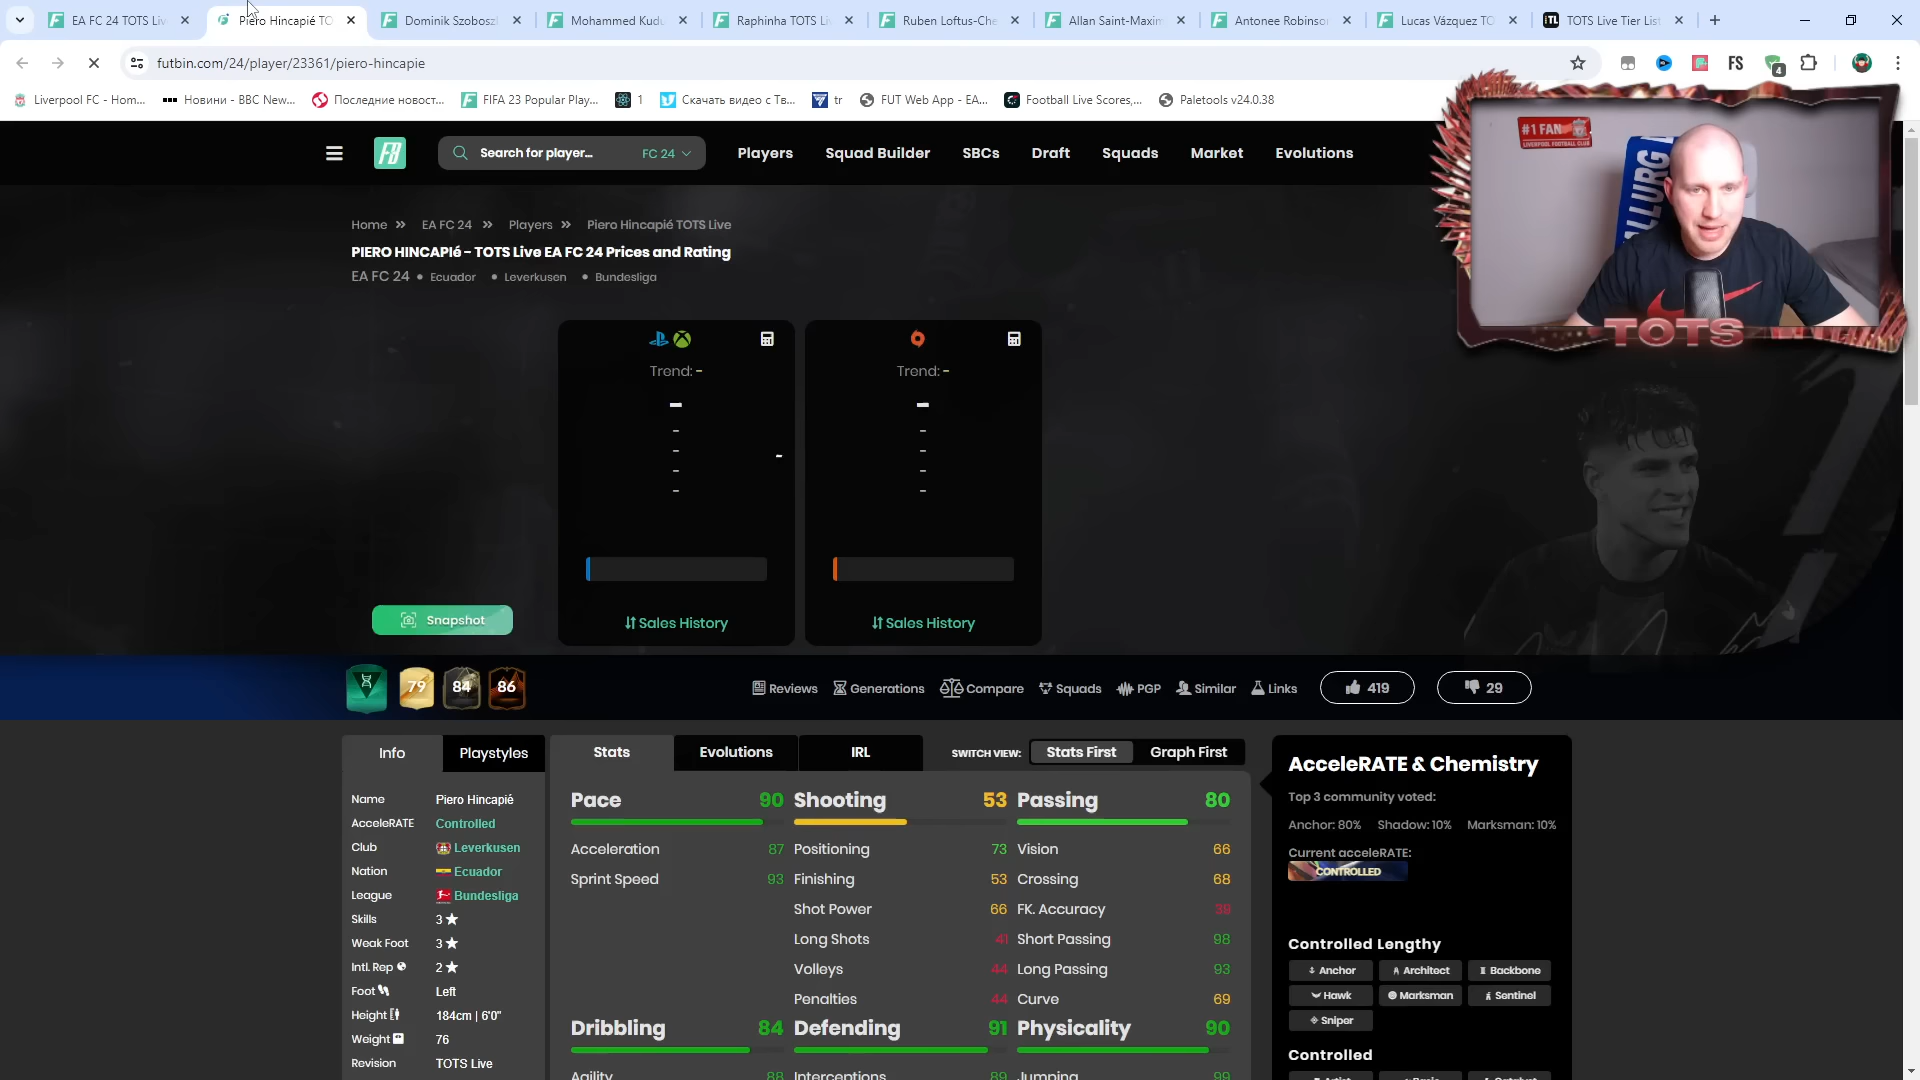 EA FC 24 TOTS Liv
Piero Hincapié TO
Dominik Szobosz
Mohammed Kudu
Raphinha TOTS Li
Ruben Loftus-Che
Allan Saint-Maxim
Antonee Robinso
Lucas Vázquez TO
TOTS Live Tier List
futbin.com/24/player/23361/piero-hincapie
FS
4
Liverpool FC - Hom...
Новини - BBC New...
Последние новост...
FIFA 23 Popular Play...
1
Скачать видео с Тв...
tr
FUT Web App - EA...
Football Live Scores,...
Paletools v24.0.38
#1 FAN
LIVERPOOL FOOTBALL CLUB
TOTS
Search for player...
FC 24
Players
Squad Builder
SBCs
Draft
Squads
Market
Evolutions
Home » EA FC 24 » Players » Piero Hincapié TOTS Live
PIERO HINCAPIé - TOTS Live EA FC 24 Prices and Rating
EA FC 24 • Ecuador • Leverkusen • Bundesliga
Trend: -
Trend: -
Sales History
Sales History
Snapshot
79
84
86
Reviews
Generations
Compare
Squads
PGP
Similar
Links
419
29
Info
Playstyles
Name Piero Hincapié
AcceleRATE Controlled
Club Leverkusen
Nation Ecuador
League Bundesliga
Skills 3
Weak Foot 3
Intl. Rep 2
Foot Left
Height 184cm | 6'0"
Weight 76
Revision TOTS Live
Stats
Evolutions
IRL
SWITCH VIEW:
Stats First
Graph First
Pace 90
Acceleration 87
Sprint Speed 93
Shooting 53
Positioning 73
Finishing 53
Shot Power 66
Long Shots 41
Volleys 44
Penalties 44
Passing 80
Vision 66
Crossing 68
FK. Accuracy 39
Short Passing 98
Long Passing 93
Curve 69
Dribbling 84
Agility 88
Defending 91
Interceptions 89
Physicality 90
Jumping 99
AcceleRATE & Chemistry
Top 3 community voted:
Anchor: 80% Shadow: 10% Marksman: 10%
Current acceleRATE:
CONTROLLED
Controlled Lengthy
Anchor
Architect
Backbone
Hawk
Marksman
Sentinel
Sniper
Controlled